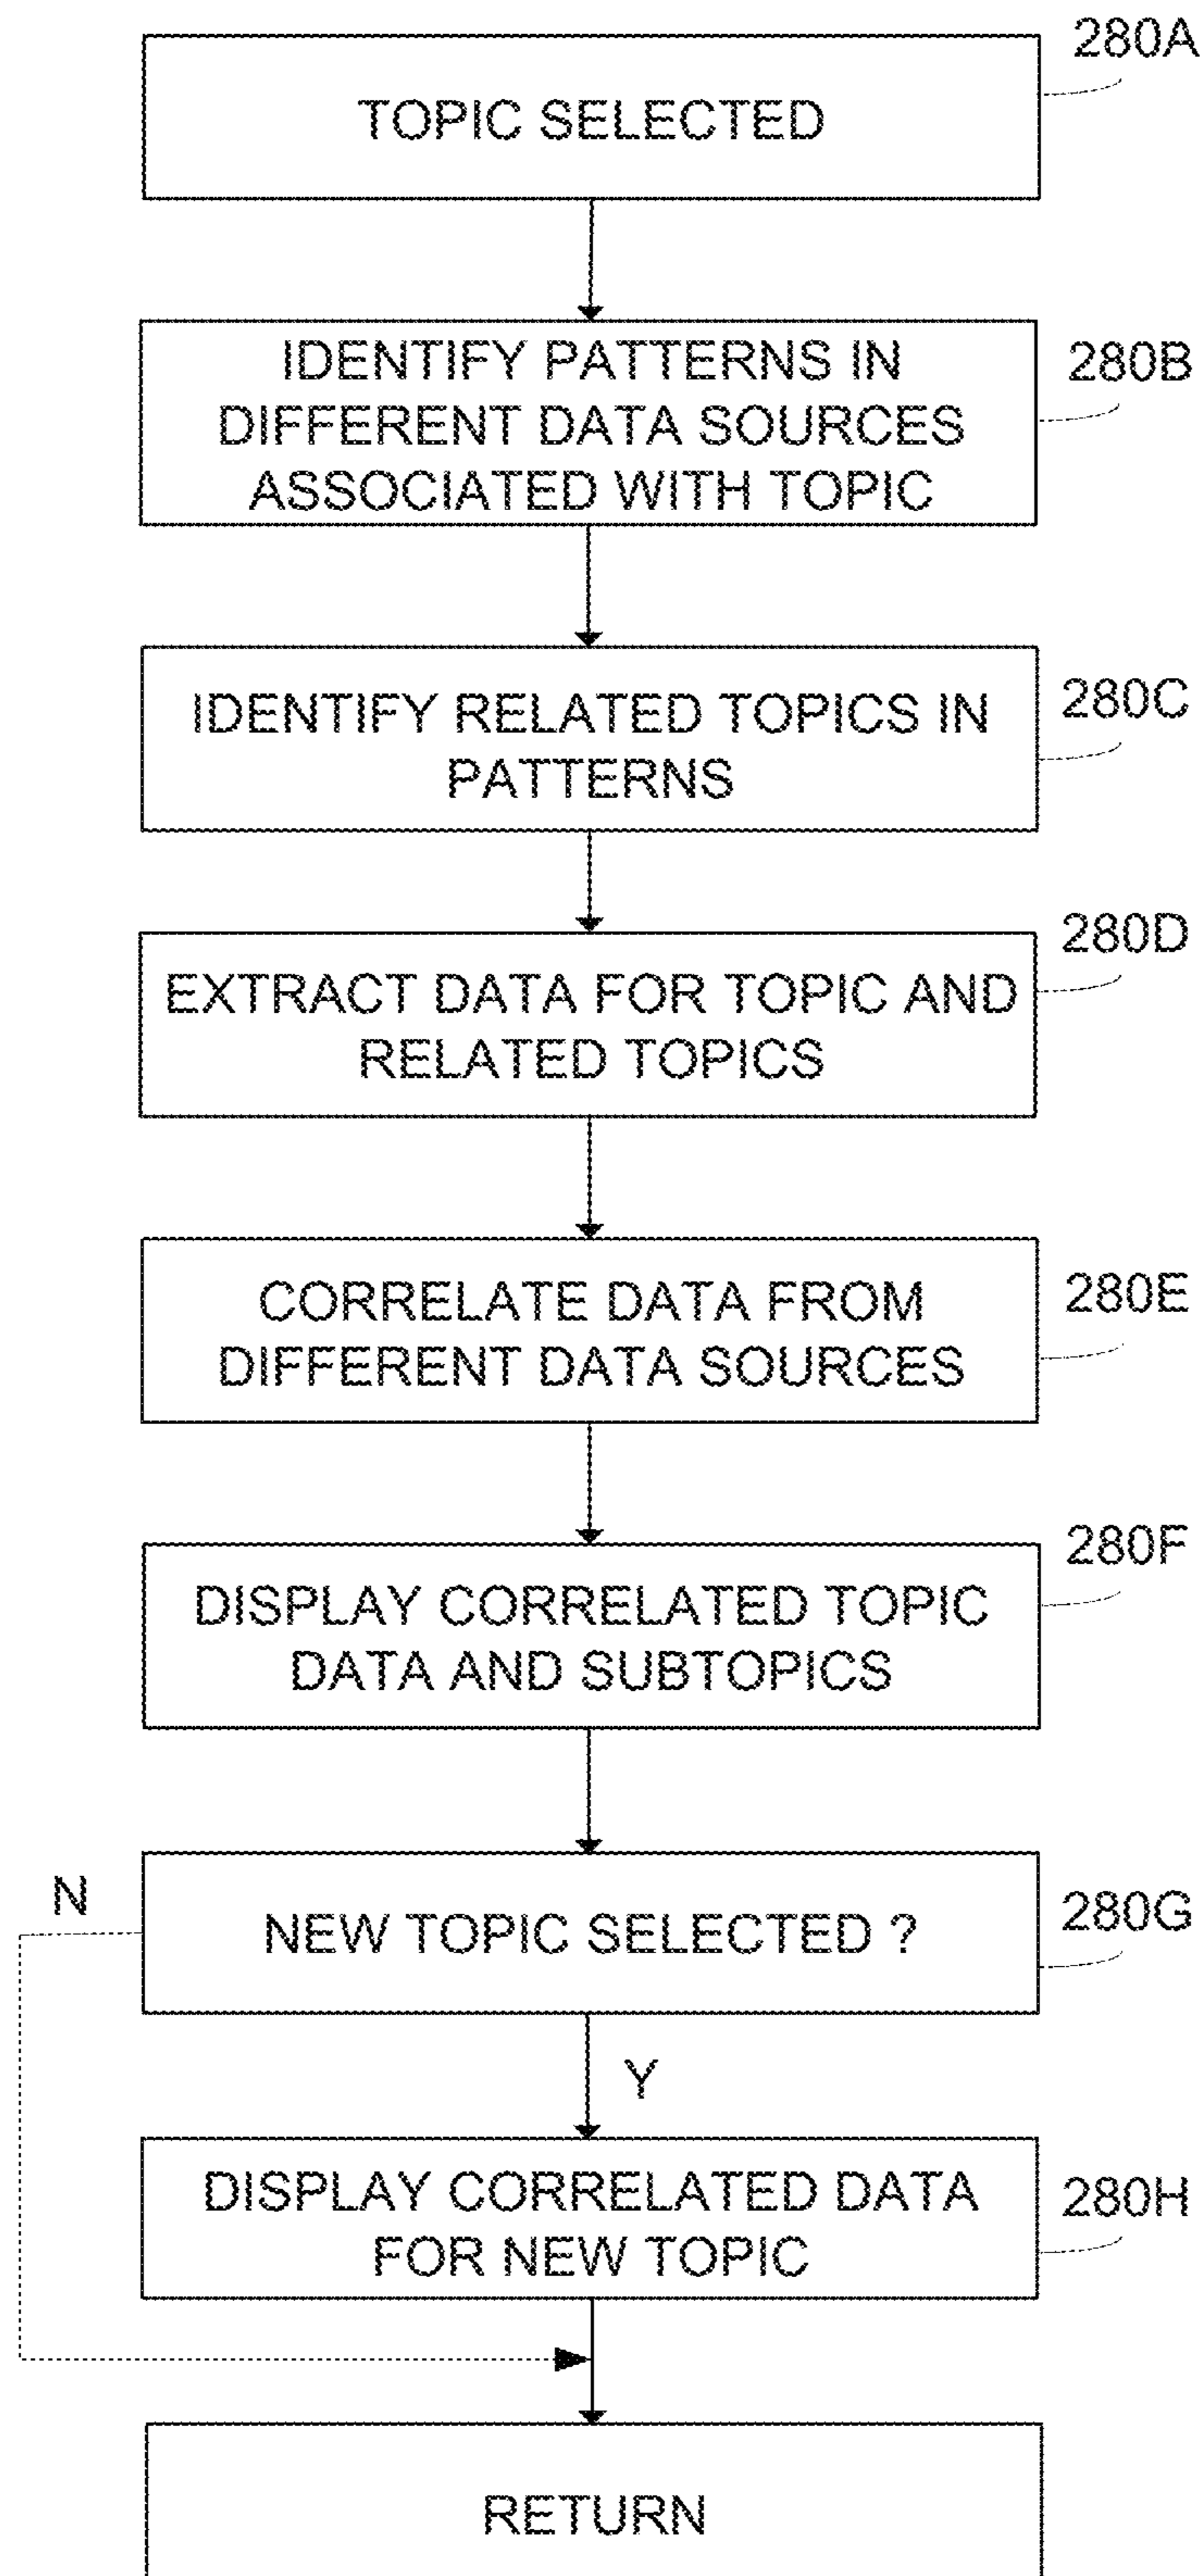 280A
TOPIC SELECTED
IDENTIFY PATTERNS IN
DIFFERENT DATA SOURCES
ASSOCIATED WITH TOPIC
280B
IDENTIFY RELATED TOPICS IN
PATTERNS
280C
280D
EXTRACT DATA FOR TOPIC AND
RELATED TOPICS
CORRELATE DATA FROM
DIFFERENT DATA SOURCES
280E
280F
DISPLAY CORRELATED TOPIC
DATA AND SUBTOPICS
N
NEW TOPIC SELECTED ?
280G
Y
DISPLAY CORRELATED DATA
FOR NEW TOPIC
280H
RETURN